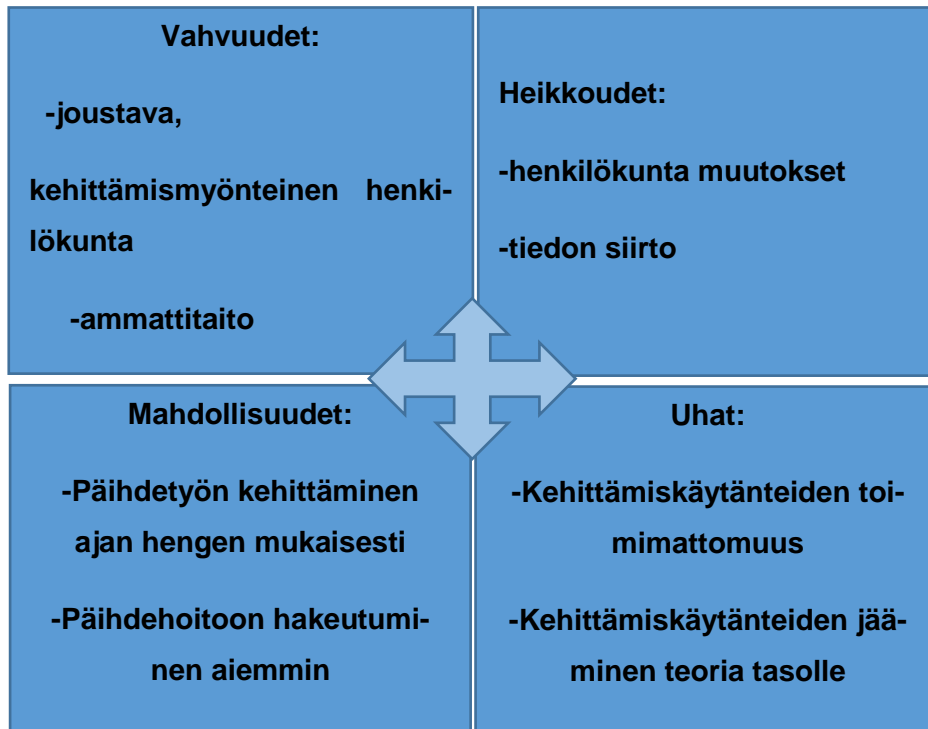 Vahvuudet:
-joustava,
kehittämismyönteinen henki-
lökunta
-ammattitaito
Heikkoudet:
-henkilökunta muutokset
-tiedon siirto
Mahdollisuudet:
-Päihdetyön kehittäminen
ajan hengen mukaisesti
-Päihdehoitoon hakeutumi-
nen aiemmin
Uhat:
-Kehittämiskäytänteiden toi-
mimattomuus
-Kehittämiskäytänteiden jää-
minen teoria tasolle